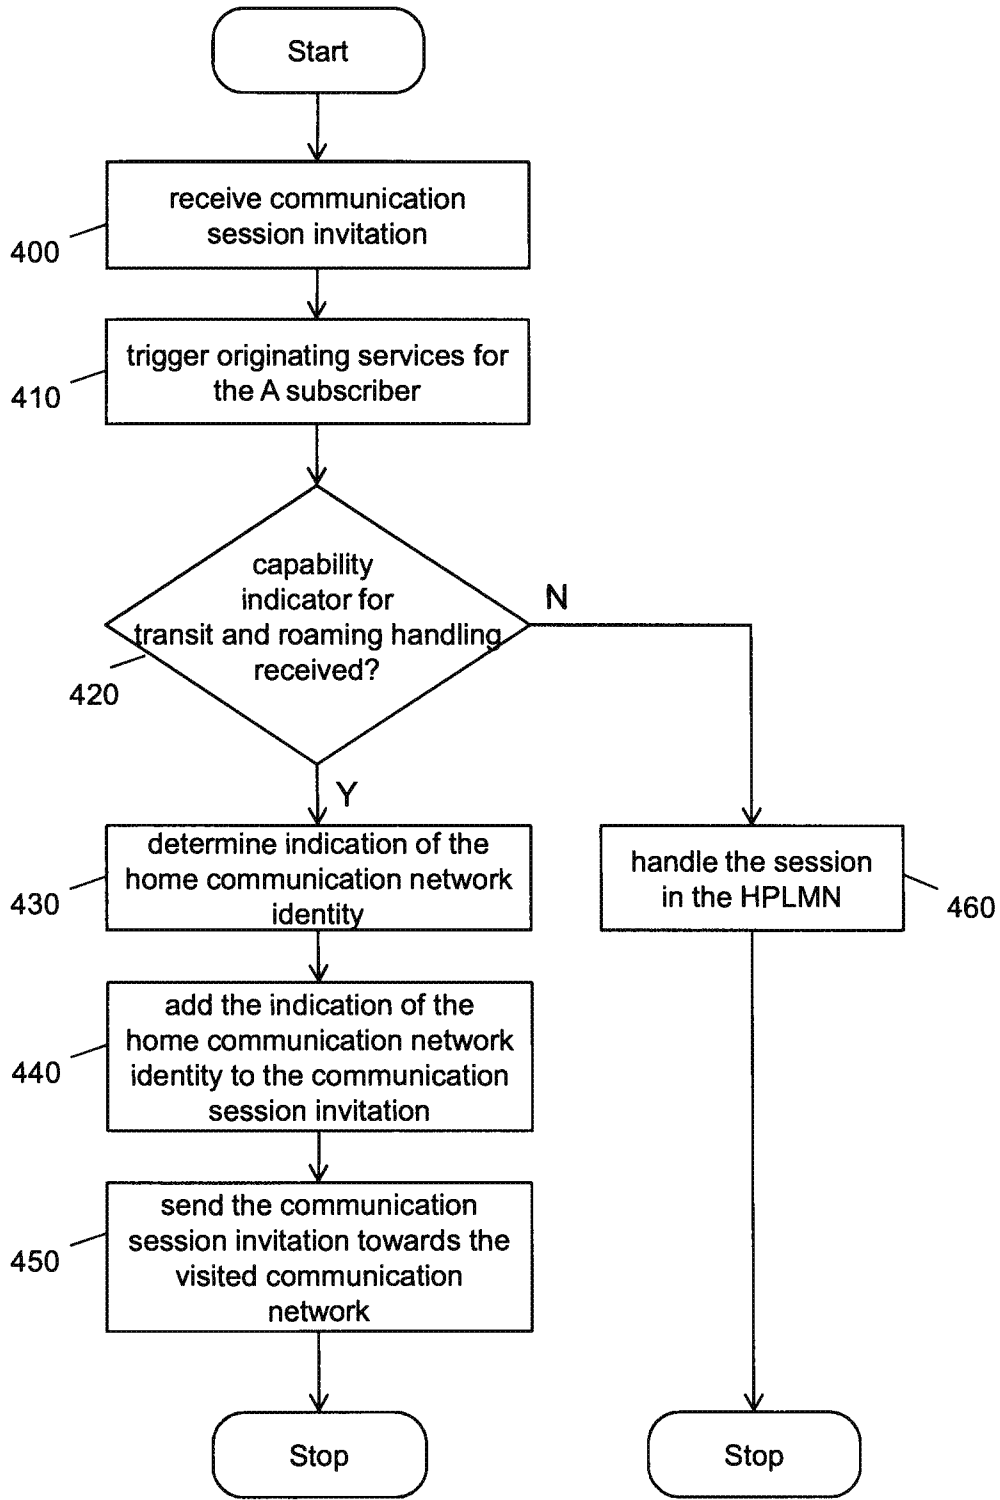 Start
receive communication
session invitation
400
trigger originating services for
the A subscriber
410
capability
indicator for
transit and roaming handling
received?
420
N
Y
determine indication of the
home communication network
identity
430
handle the session
in the HPLMN
460
add the indication of the
home communication network
identity to the communication
session invitation
440
send the communication
session invitation towards the
visited communication
network
450
Stop
Stop